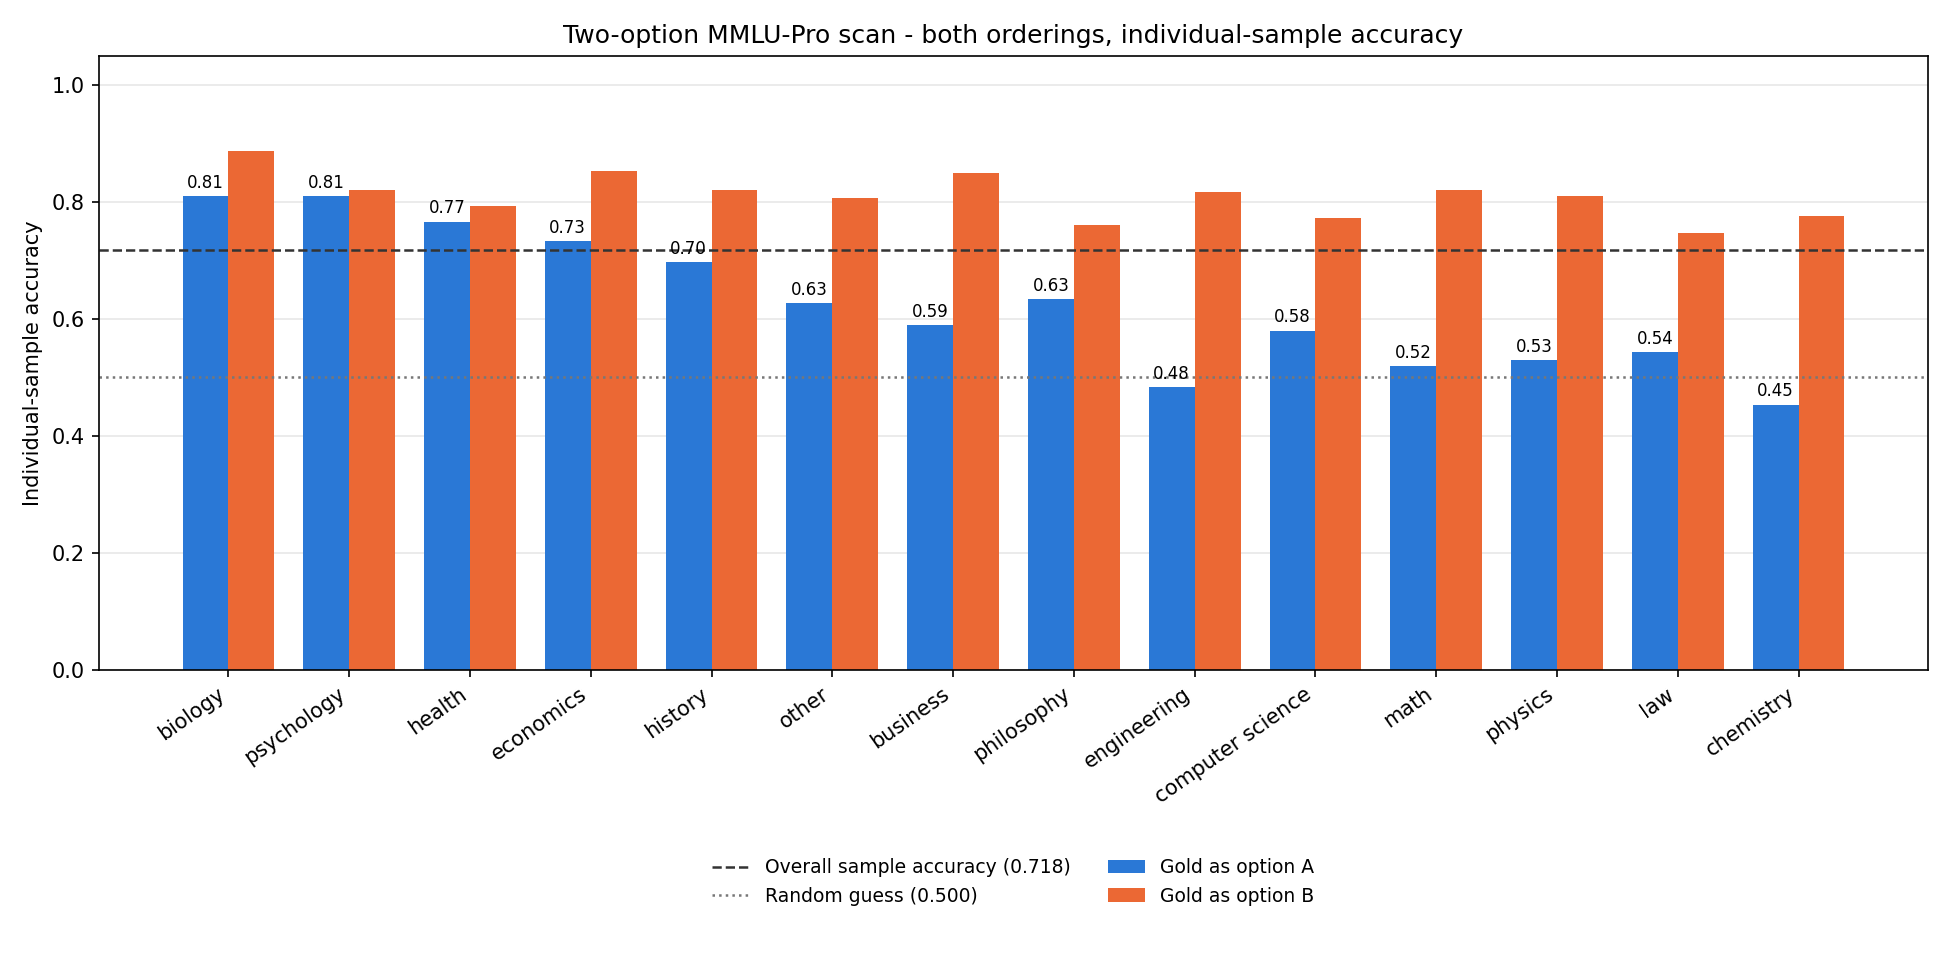 Two-option MMLU-Pro scan - both orderings, individual-sample accuracy
Individual-sample accuracy
1.0
0.8
0.6
0.4
0.2
0.0
0.81
0.81
0.77
0.73
0.70
0.63
0.59
0.63
0.48
0.58
0.52
0.53
0.54
0.45
biology
psychology
health
economics
history
other
business
philosophy
engineering
computer science
math
physics
law
chemistry
Overall sample accuracy (0.718)
Random guess (0.500)
Gold as option A
Gold as option B